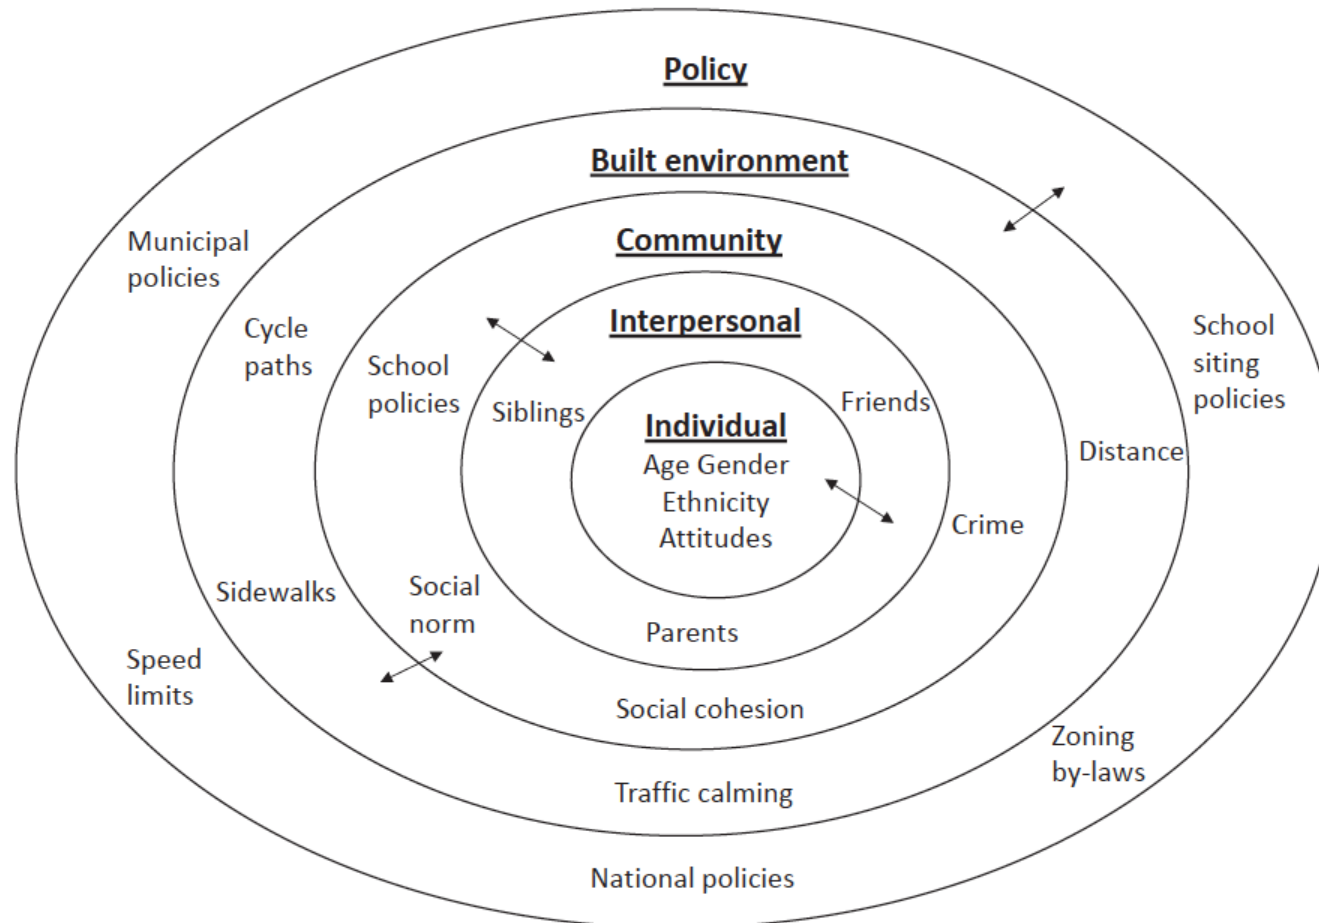 Policy
Built environment
Municipal
policies
Community
Cycle
paths
Interpersonal
School
siting
policies
School
policies
Siblings
Friends
Individual
Age Gender
Ethnicity
Attitudes
Distance
Crime
Sidewalks
Social
norm
Parents
Speed
limits
Social cohesion
Zoning
by-laws
Traffic calming
National policies